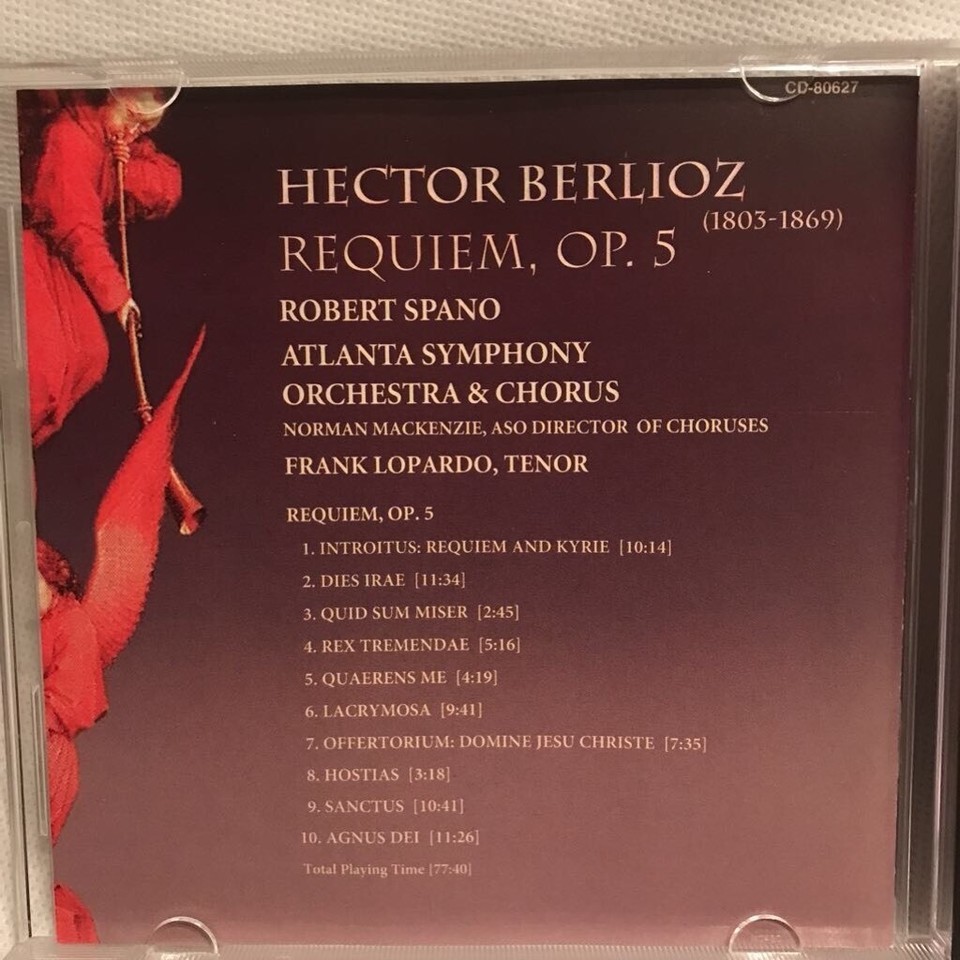 CD-80627
HECTOR BERLIOZ
(1803-1869)
REQUIEM, OP. 5
ROBERT SPANO
ATLANTA SYMPHONY
ORCHESTRA & CHORUS
NORMAN MACKENZIE, ASO DIRECTOR OF CHORUSES
FRANK LOPARDO, TENOR
REQUIEM, OP. 5
1. INTROITUS: REQUIEM AND KYRIE [10:14]
2. DIES IRAE [11:34]
3. QUID SUM MISER [2:45]
4. REX TREMENDAE [5:16]
5. QUAERENS ME [4:19]
6. LACRYMOSA [9:41]
7. OFFERTORIUM: DOMINE JESU CHRISTE [7:35]
8. HOSTIAS [3:18]
9. SANCTUS [10:41]
10. AGNUS DEI [11:26]
Total Playing Time [77:40]